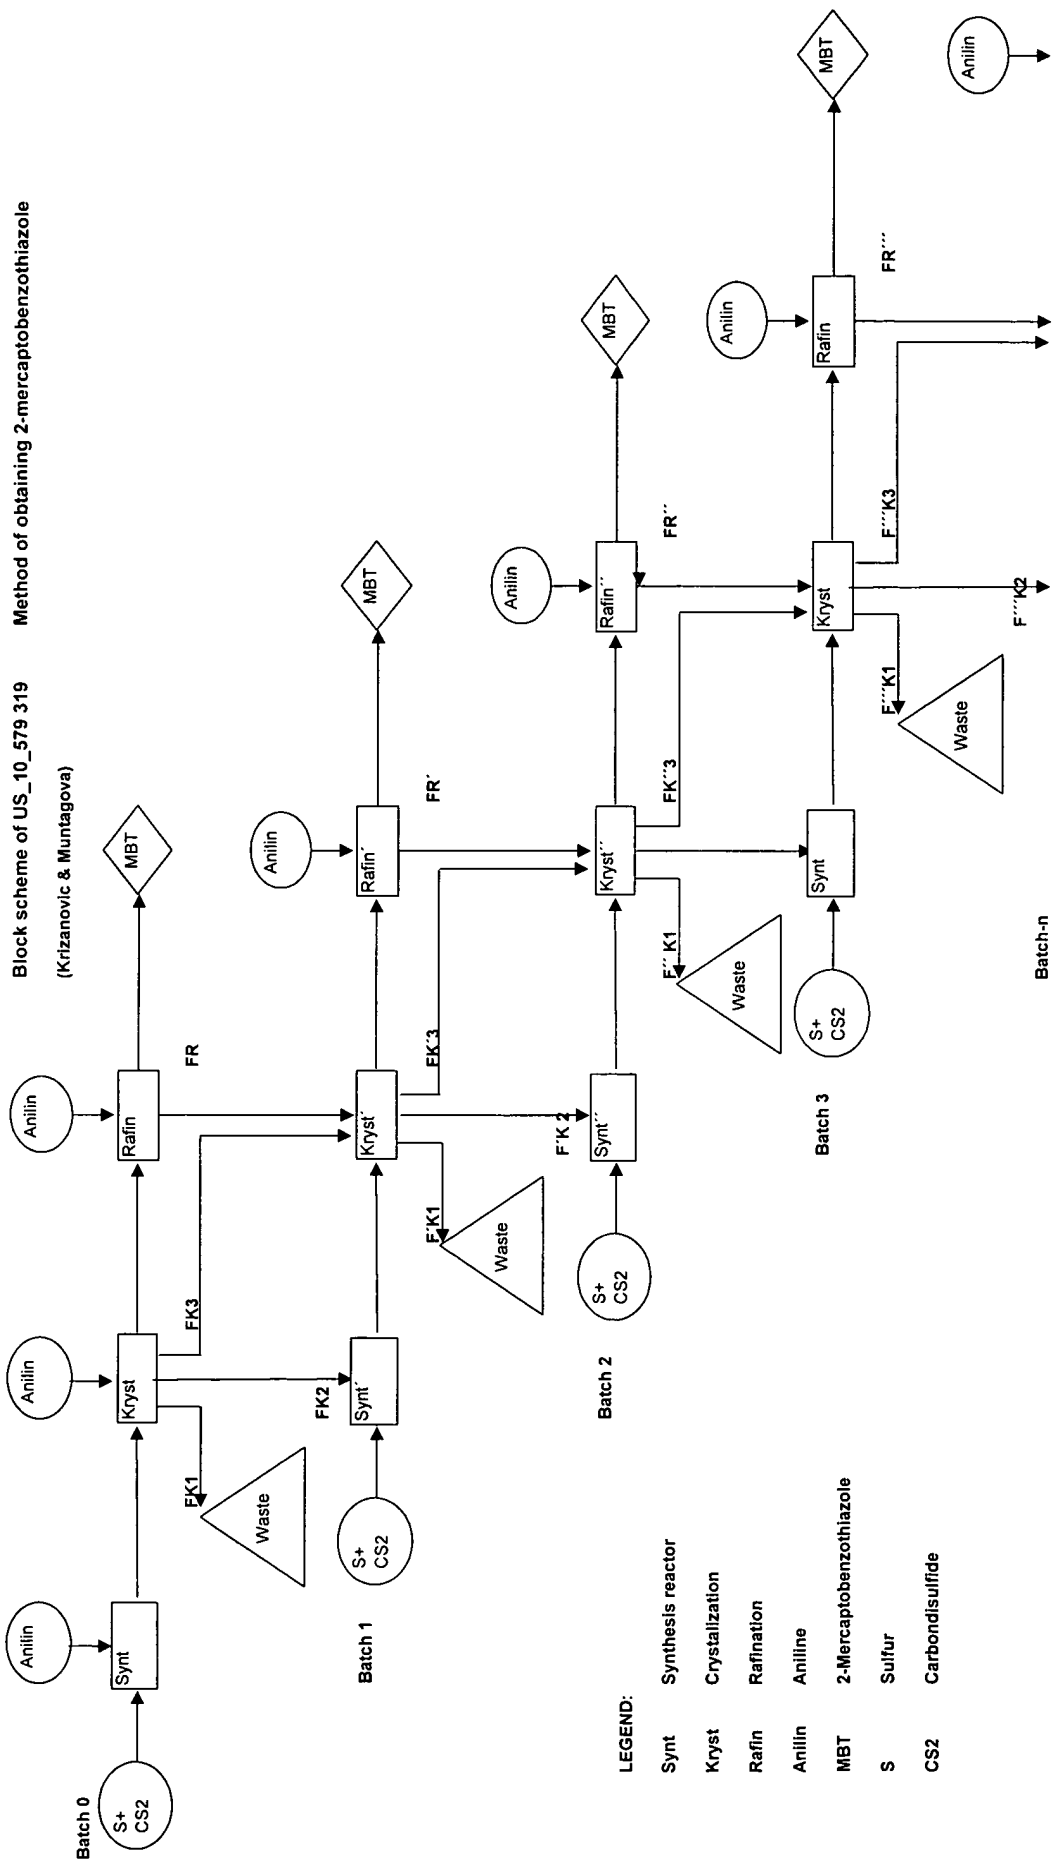 Block scheme of US_10_579 319 Method of obtaining 2-mercaptobenzothiazole
(Krizanovic & Muntagova)
Batch 0
S+
CS2
Anilin
Synt
Anilin
Kryst
Anilin
Rafin
MBT
FK1
Waste
FK3
FR
FK2
Batch 1
S+
CS2
Synt´
Kryst´
Anilin
Rafin´
MBT
F´K1
Waste
FK´3
FR´
F´K 2
Batch 2
S+
CS2
Synt´´
Kryst´´
Anilin
Rafin´´
MBT
F´´ K1
Waste
FK´´3
FR´´
Batch 3
S+
CS2
Synt
Kryst
Anilin
Rafin
MBT
F´´´K1
Waste
F´´´K3
FR´´´
F´´´K2
Anilin
Batch-n
LEGEND:
Synt Synthesis reactor
Kryst Crystalization
Rafin Rafination
Anilin Aniline
MBT 2-Mercaptobenzothiazole
S Sulfur
CS2 Carbondisulfide